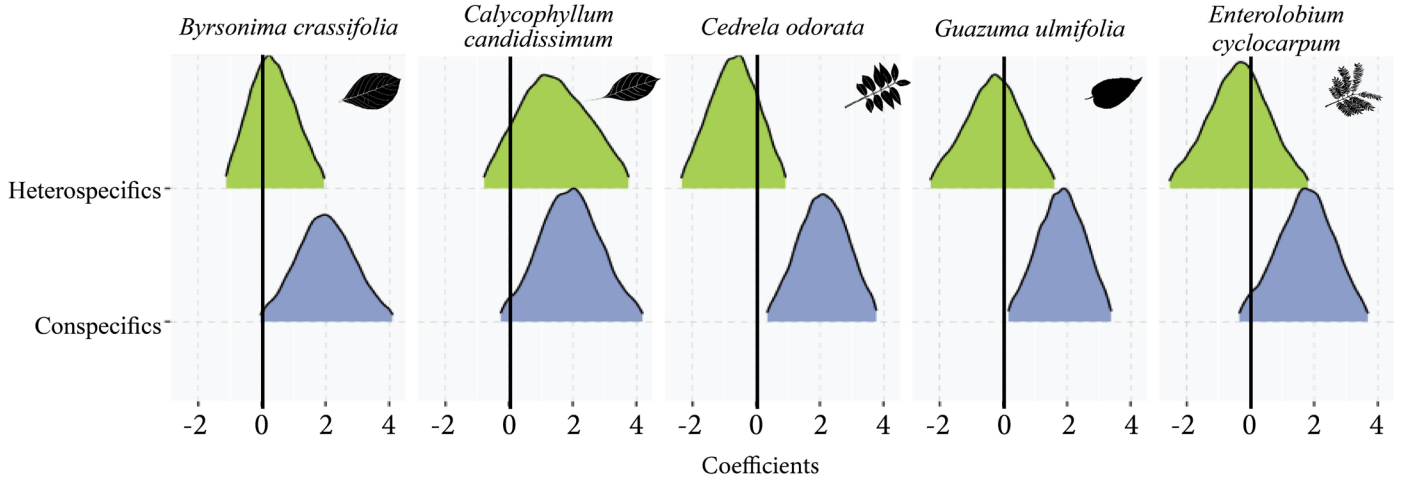 Byrsonima crassifolia
Calycophyllum
candidissimum
Cedrela odorata
Guazuma ulmifolia
Enterolobium
cyclocarpum
Heterospecifics
Conspecifics
-2 0 2 4
-2 0 2 4
-2 0 2 4
-2 0 2 4
-2 0 2 4
Coefficients